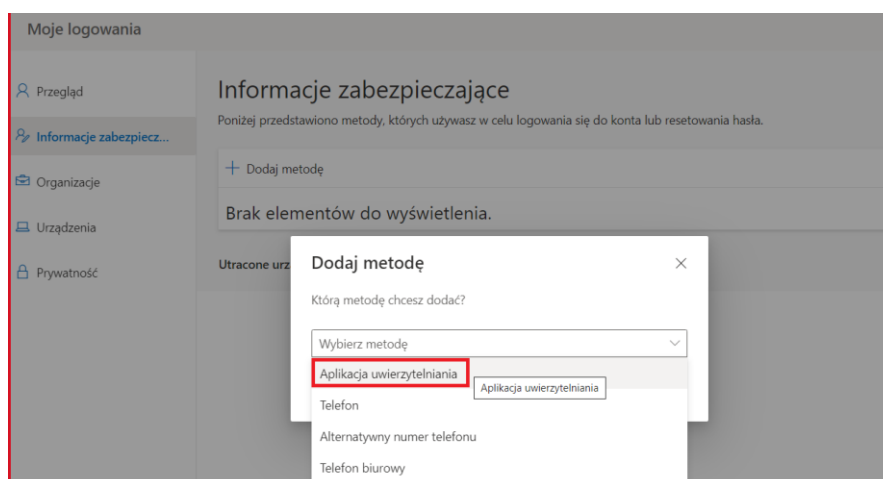 Moje logowania
Przegląd
Informacje zabezpiecz...
Organizacje
Urządzenia
Prywatność
Informacje zabezpieczające
Poniżej przedstawiono metody, których używasz w celu logowania się do konta lub resetowania hasła.
+ Dodaj metodę
Brak elementów do wyświetlenia.
Utracone urz
Dodaj metodę
Którą metodę chcesz dodać?
Wybierz metodę
Aplikacja uwierzytelniania
Aplikacja uwierzytelniania
Telefon
Alternatywny numer telefonu
Telefon biurowy